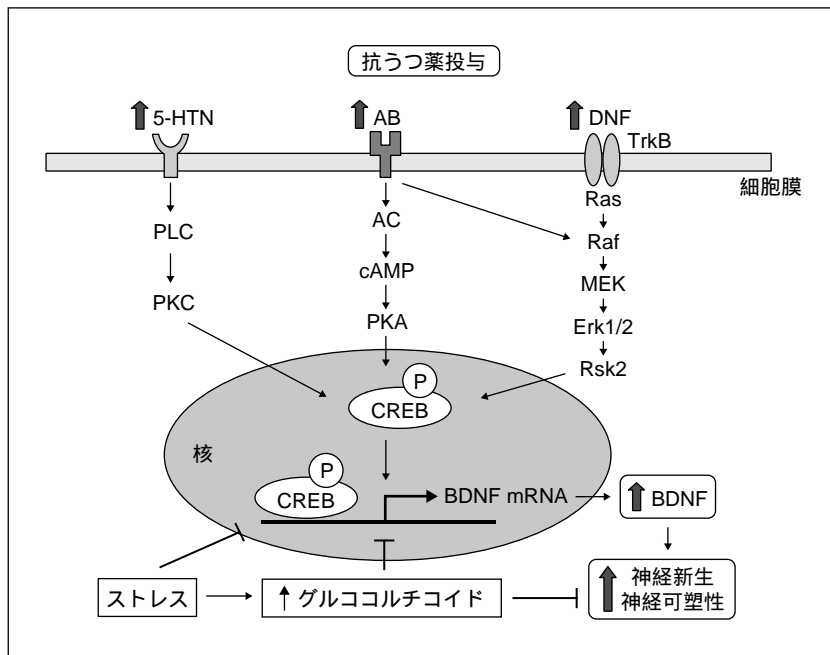 抗うつ薬投与
5-HTN
AB
DNF
TrkB
細胞膜
PLC
PKC
AC
cAMP
PKA
Ras
Raf
MEK
Erk1/2
Rsk2
P
CREB
核
P
CREB
BDNF mRNA
BDNF
ストレス
グルココルチコイド
神経新生
神経可塑性